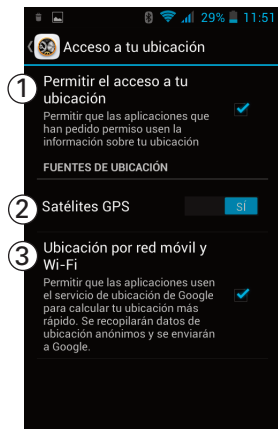 29% 11:51
Acceso a tu ubicación
1
Permitir el acceso a tu
ubicación
Permitir que las aplicaciones que
han pedido permiso usen la
información sobre tu ubicación
FUENTES DE UBICACIÓN
2
Satélites GPS
SÍ
3
Ubicación por red móvil y
Wi-Fi
Permitir que las aplicaciones usen
el servicio de ubicación de Google
para calcular tu ubicación más
rápido. Se recopilarán datos de
ubicación anónimos y se enviarán
a Google.